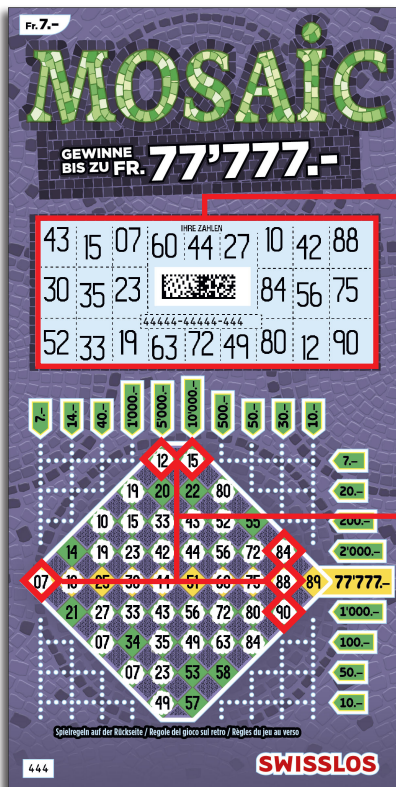 Fr. 7.–
MOSAIC
GEWINNE
BIS ZU FR. 77'777.–
IHRE ZAHLEN
43 15 07 60 44 27 10 42 88
30 35 23 84 56 75
44444-44444-444
52 33 19 63 72 49 80 12 90
7.– 14.– 40.– 1'000.– 5'000.– 10'000.– 500.– 50.– 30.– 10.–
12 15 7.–
19 20 22 80 20.–
10 15 33 43 52 55 200.–
14 19 23 42 44 56 72 84 2'000.–
07 10 25 30 44 51 60 75 88 89 77'777.–
21 27 33 43 56 72 80 90 1'000.–
07 34 35 49 63 84 100.–
07 23 53 58 50.–
49 57 10.–
Spielregeln auf der Rückseite / Regole del gioco sul retro / Règles du jeu au verso
444
SWISSLOS